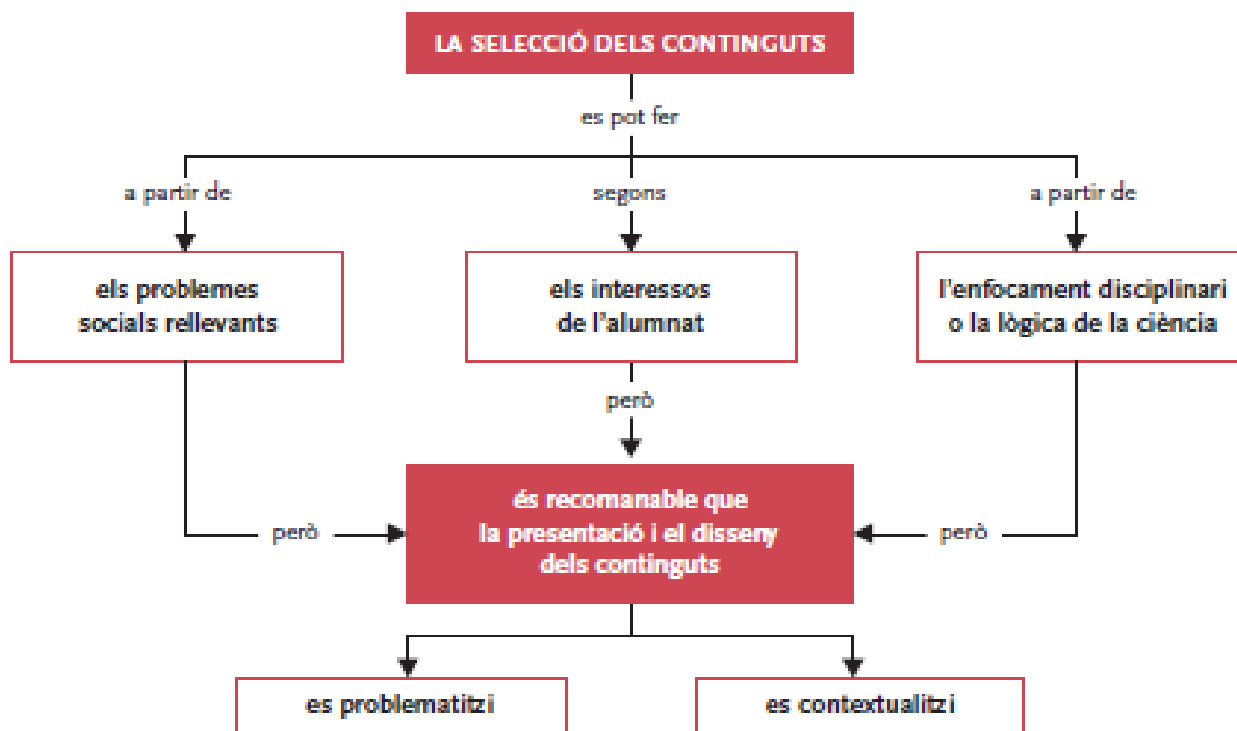 LA SELECCIÓ DELS CONTINGUTS
es pot fer
a partir de
segons
a partir de
els problemes
socials rellevants
els interessos
de l'alumnat
l'enfocament disciplinari
o la lògica de la ciència
però
és recomanable que
la presentació i el disseny
dels continguts
però
però
es problematitzi
es contextualitzi